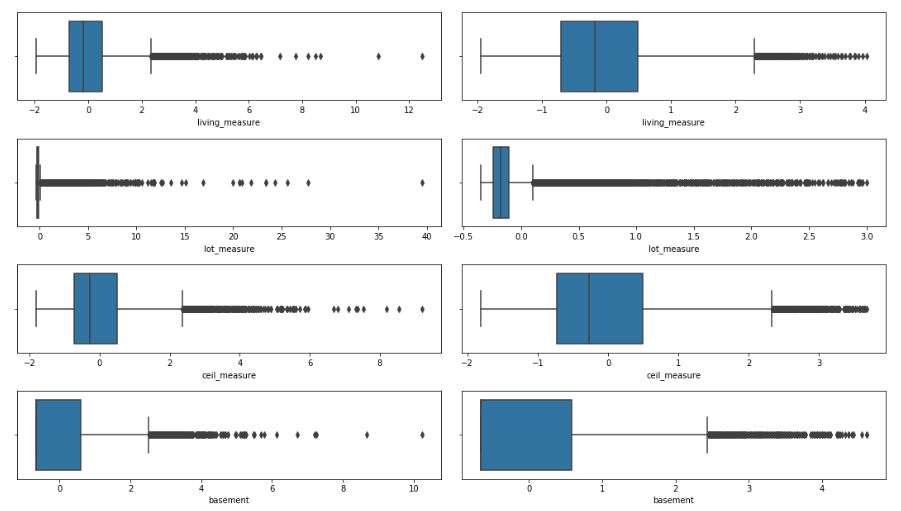 −2 0 2 4 6 8 10 12
living_measure
−2 −1 0 1 2 3 4
living_measure
0 5 10 15 20 25 30 35 40
lot_measure
−0.5 0.0 0.5 1.0 1.5 2.0 2.5 3.0
lot_measure
−2 0 2 4 6 8
ceil_measure
−2 −1 0 1 2 3
ceil_measure
0 2 4 6 8 10
basement
0 1 2 3 4
basement